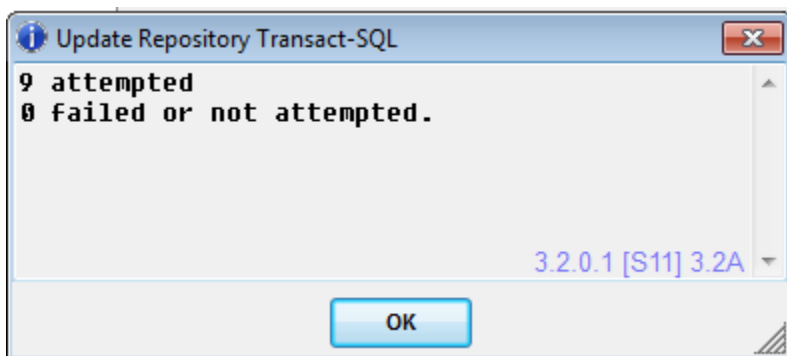 Update Repository Transact-SQL
9 attempted
0 failed or not attempted.
3.2.0.1 [S11] 3.2A
OK